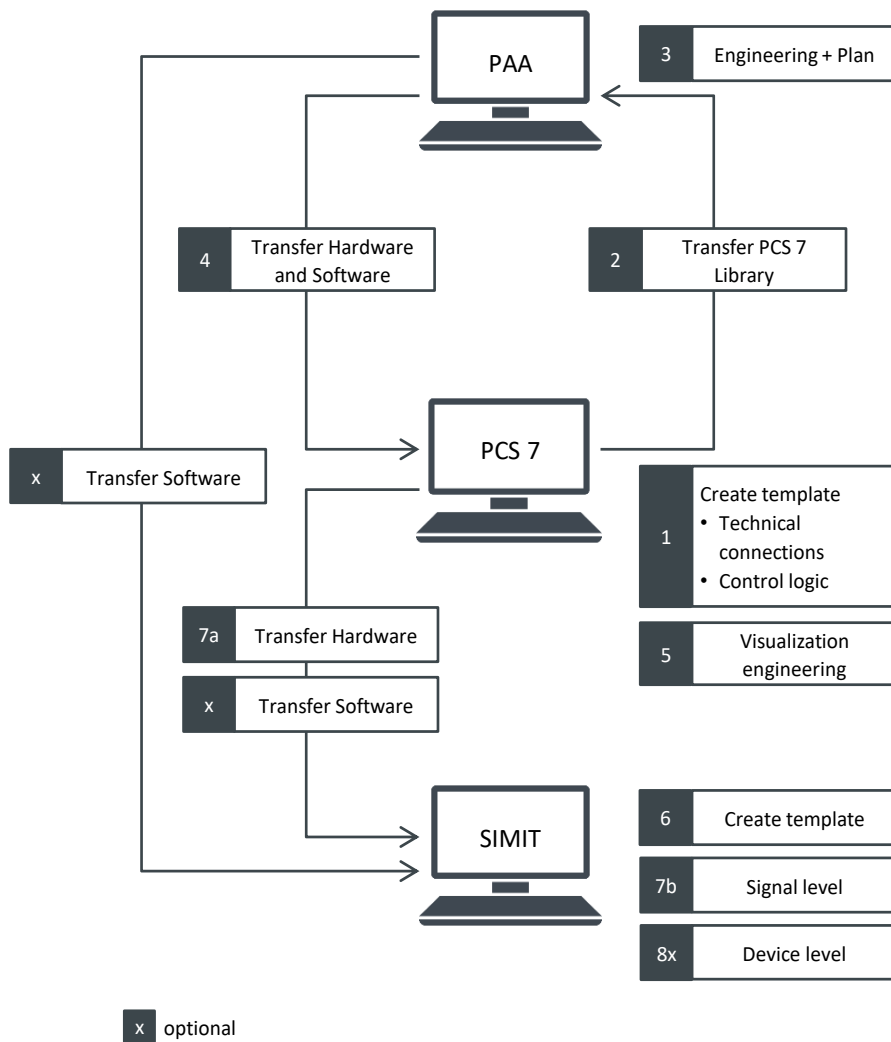 PAA
3 Engineering + Plan
4 Transfer Hardware
and Software
2 Transfer PCS 7
Library
PCS 7
x Transfer Software
1 Create template
• Technical
connections
• Control logic
7a Transfer Hardware
5 Visualization
engineering
x Transfer Software
SIMIT
6 Create template
7b Signal level
8x Device level
x optional